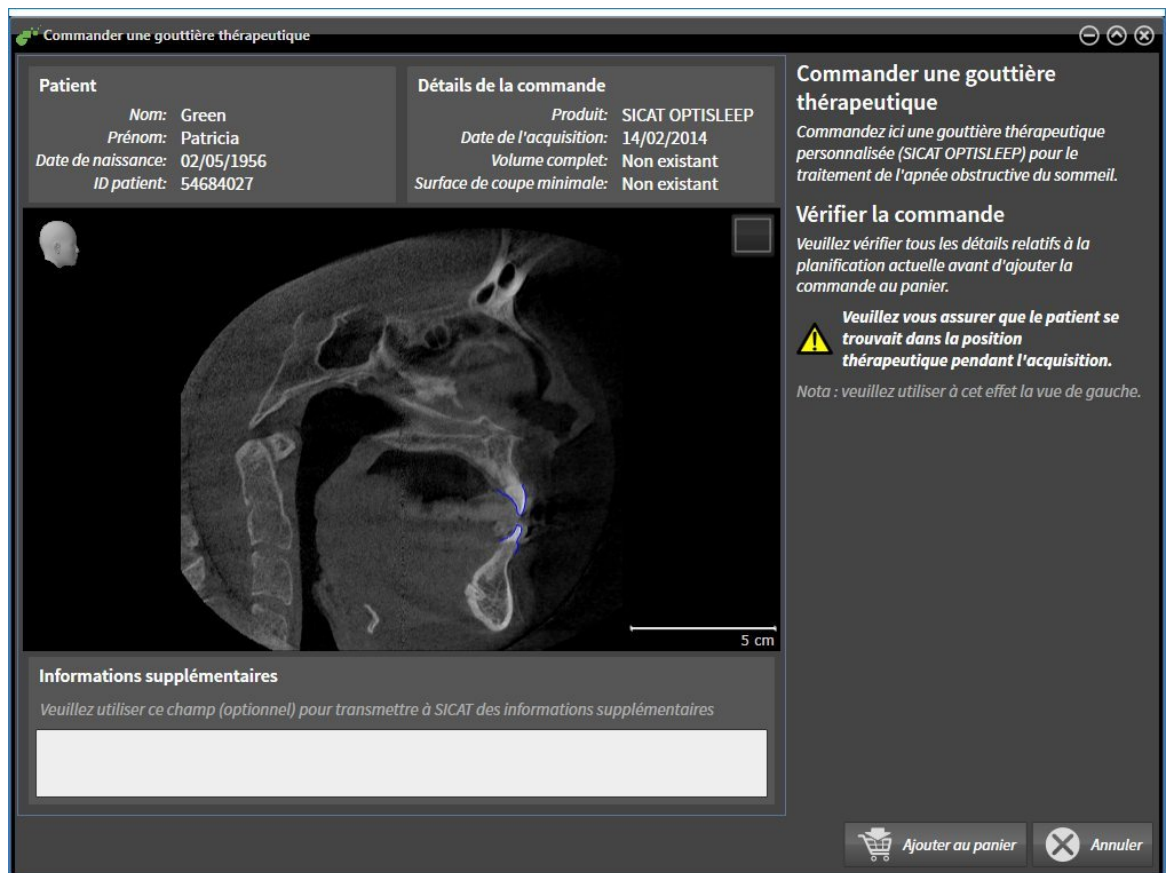 Commander une gouttière thérapeutique
Patient
Nom: Green
Prénom: Patricia
Date de naissance: 02/05/1956
ID patient: 54684027
Détails de la commande
Produit: SICAT OPTISLEEP
Date de l'acquisition: 14/02/2014
Volume complet: Non existant
Surface de coupe minimale: Non existant
5 cm
Informations supplémentaires
Veuillez utiliser ce champ (optionnel) pour transmettre à SICAT des informations supplémentaires
Commander une gouttière
thérapeutique
Commandez ici une gouttière thérapeutique
personnalisée (SICAT OPTISLEEP) pour le
traitement de l'apnée obstructive du sommeil.
Vérifier la commande
Veuillez vérifier tous les détails relatifs à la
planification actuelle avant d'ajouter la
commande au panier.
Veuillez vous assurer que le patient se
trouvait dans la position
thérapeutique pendant l'acquisition.
Nota : veuillez utiliser à cet effet la vue de gauche.
Ajouter au panier
Annuler